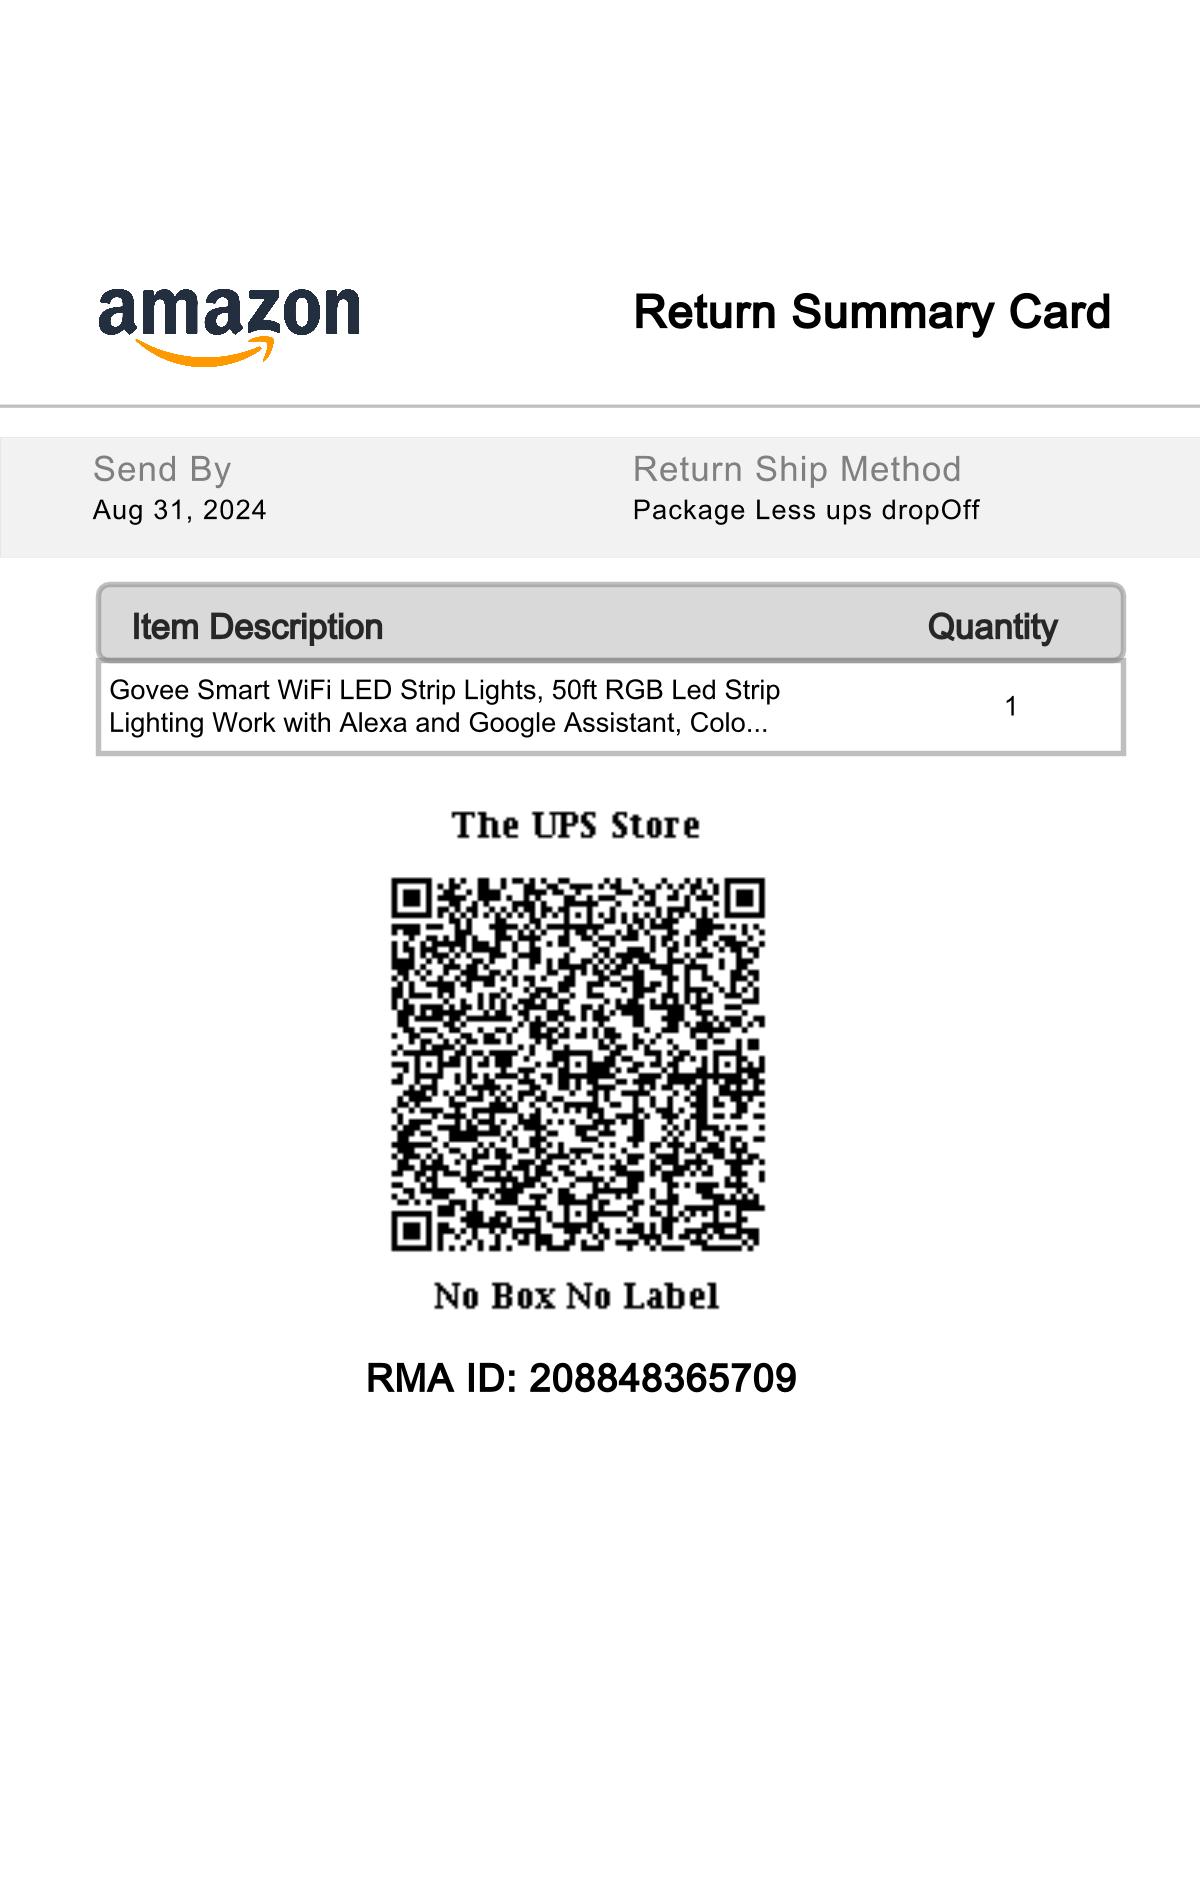 amazon
Return Summary Card
Send By
Return Ship Method
Aug 31, 2024
Package Less ups dropOff
Item Description
Quantity
Govee Smart WiFi LED Strip Lights, 50ft RGB Led Strip
Lighting Work with Alexa and Google Assistant, Colo...
1
The UPS Store
No Box No Label
RMA ID: 208848365709